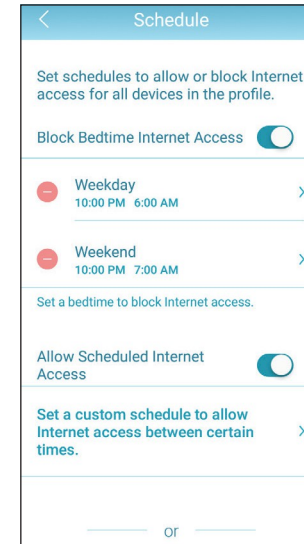 Schedule
Set schedules to allow or block Internet
access for all devices in the profile.
Block Bedtime Internet Access
Weekday
10:00 PM 6:00 AM
Weekend
10:00 PM 7:00 AM
Set a bedtime to block Internet access.
Allow Scheduled Internet
Access
Set a custom schedule to allow
Internet access between certain
times.
or